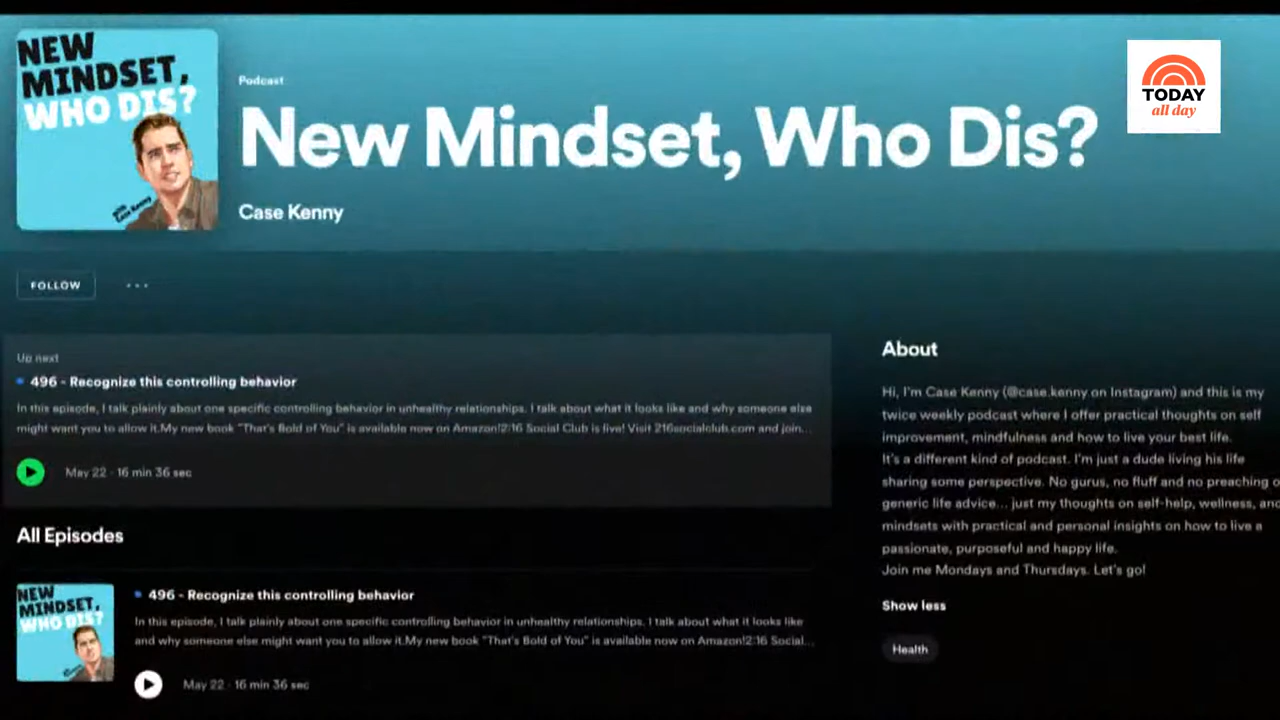 NEW
MINDSET,
WHO DIS?
with
Case Kenny
Podcast
New Mindset, Who Dis?
Case Kenny
TODAY
all day
FOLLOW
Up next
496 - Recognize this controlling behavior
In this episode, I talk plainly about one specific controlling behavior in unhealthy relationships. I talk about what it looks like and why someone else
might want you to allow it.My new book "That's Bold of You" is available now on Amazon!2:16 Social Club is live! Visit 216socialclub.com and join...
May 22 · 16 min 36 sec
About
Hi, I'm Case Kenny (@case.kenny on Instagram) and this is my
twice weekly podcast where I offer practical thoughts on self
improvement, mindfulness and how to live your best life.
It's a different kind of podcast. I'm just a dude living his life
sharing some perspective. No gurus, no fluff and no preaching o
generic life advice... just my thoughts on self-help, wellness, and
mindsets with practical and personal insights on how to live a
passionate, purposeful and happy life.
Join me Mondays and Thursdays. Let's go!
Show less
Health
All Episodes
NEW
MINDSET,
WHO DIS?
496 - Recognize this controlling behavior
In this episode, I talk plainly about one specific controlling behavior in unhealthy relationships. I talk about what it looks like
and why someone else might want you to allow it.My new book "That's Bold of You" is available now on Amazon!2:16 Social...
May 22 · 16 min 36 sec